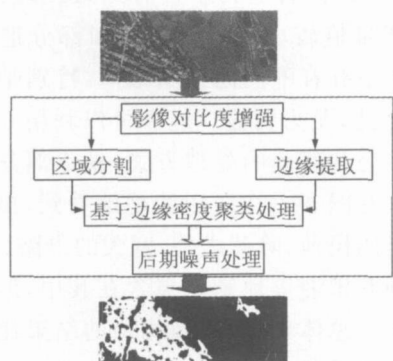 影像对比度增强
区域分割
边缘提取
基于边缘密度聚类处理
后期噪声处理